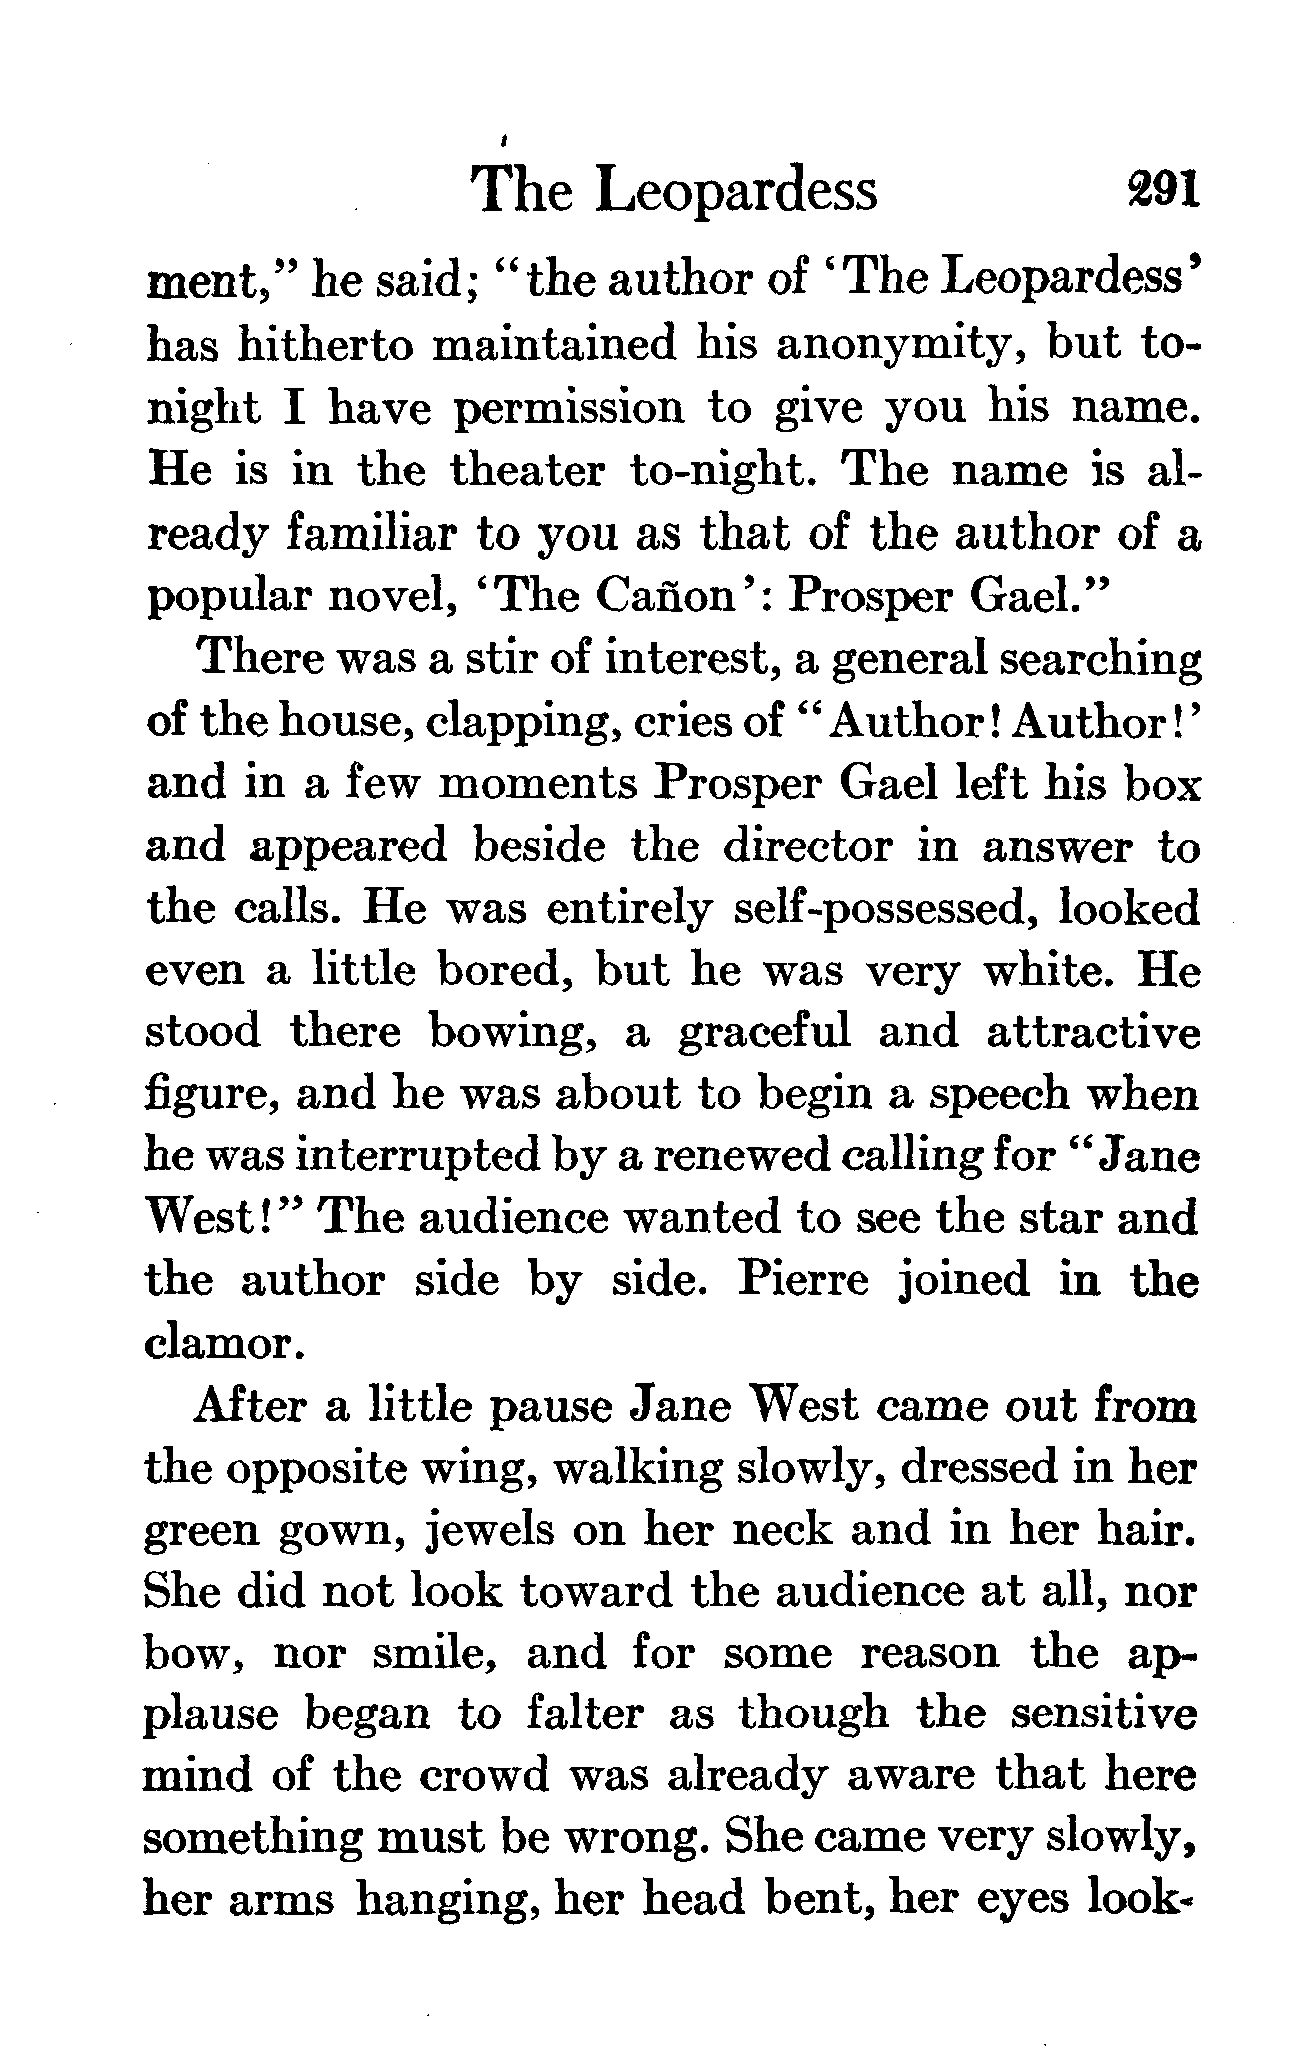 The Leopardess 291
ment," he said; "the author of 'The Leopardess'
has hitherto maintained his anonymity, but to-
night I have permission to give you his name.
He is in the theater to-night. The name is al-
ready familiar to you as that of the author of a
popular novel, 'The Cañon': Prosper Gael."
There was a stir of interest, a general searching
of the house, clapping, cries of "Author! Author!'
and in a few moments Prosper Gael left his box
and appeared beside the director in answer to
the calls. He was entirely self-possessed, looked
even a little bored, but he was very white. He
stood there bowing, a graceful and attractive
figure, and he was about to begin a speech when
he was interrupted by a renewed calling for "Jane
West!" The audience wanted to see the star and
the author side by side. Pierre joined in the
clamor.
After a little pause Jane West came out from
the opposite wing, walking slowly, dressed in her
green gown, jewels on her neck and in her hair.
She did not look toward the audience at all, nor
bow, nor smile, and for some reason the ap-
plause began to falter as though the sensitive
mind of the crowd was already aware that here
something must be wrong. She came very slowly,
her arms hanging, her head bent, her eyes look-